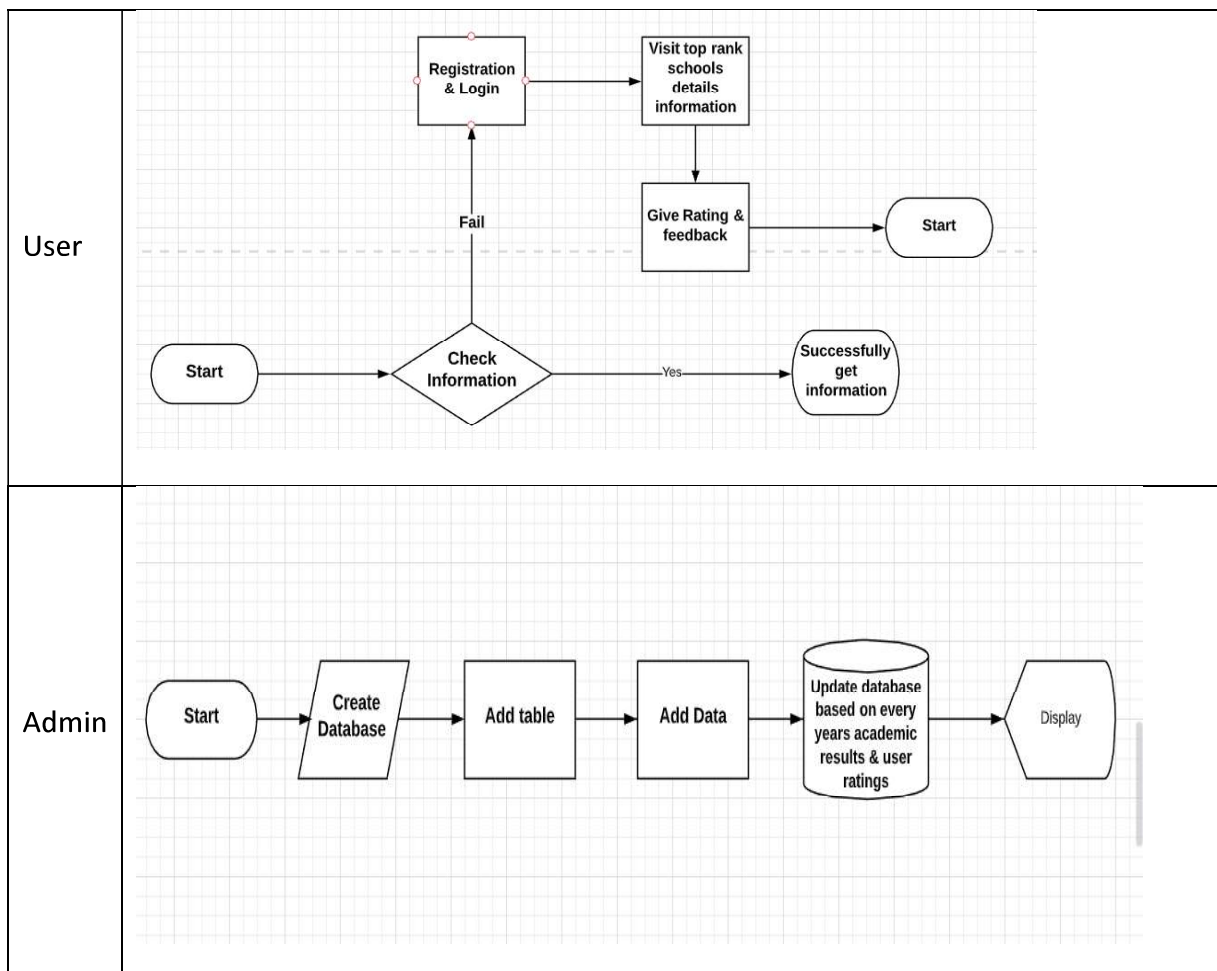 User
Registration
& Login
Visit top rank
schools
details
information
Fail
Give Rating &
feedback
Start
Start
Check
Information
Yes
Successfully
get
information
Admin
Start
Create
Database
Add table
Add Data
Update database
based on every
years academic
results & user
ratings
Display